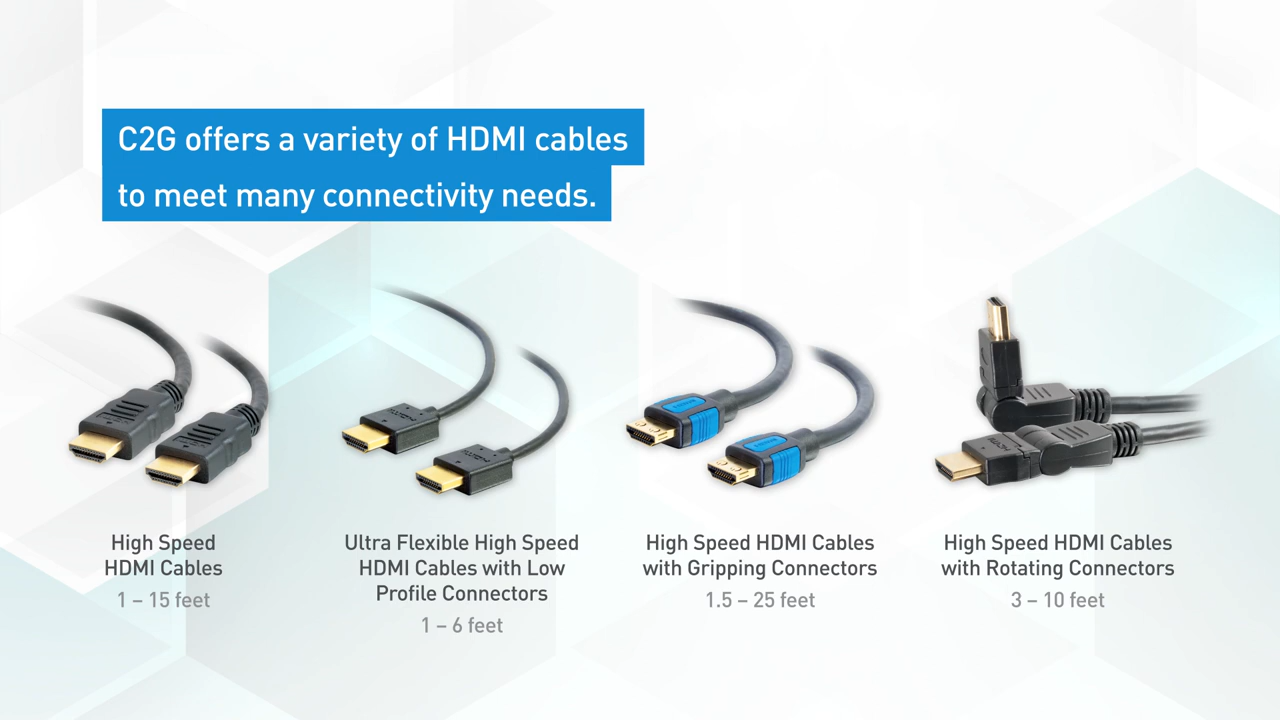 C2G offers a variety of HDMI cables
to meet many connectivity needs.
High Speed
HDMI Cables
1 – 15 feet
Ultra Flexible High Speed
HDMI Cables with Low
Profile Connectors
1 – 6 feet
High Speed HDMI Cables
with Gripping Connectors
1.5 – 25 feet
High Speed HDMI Cables
with Rotating Connectors
3 – 10 feet